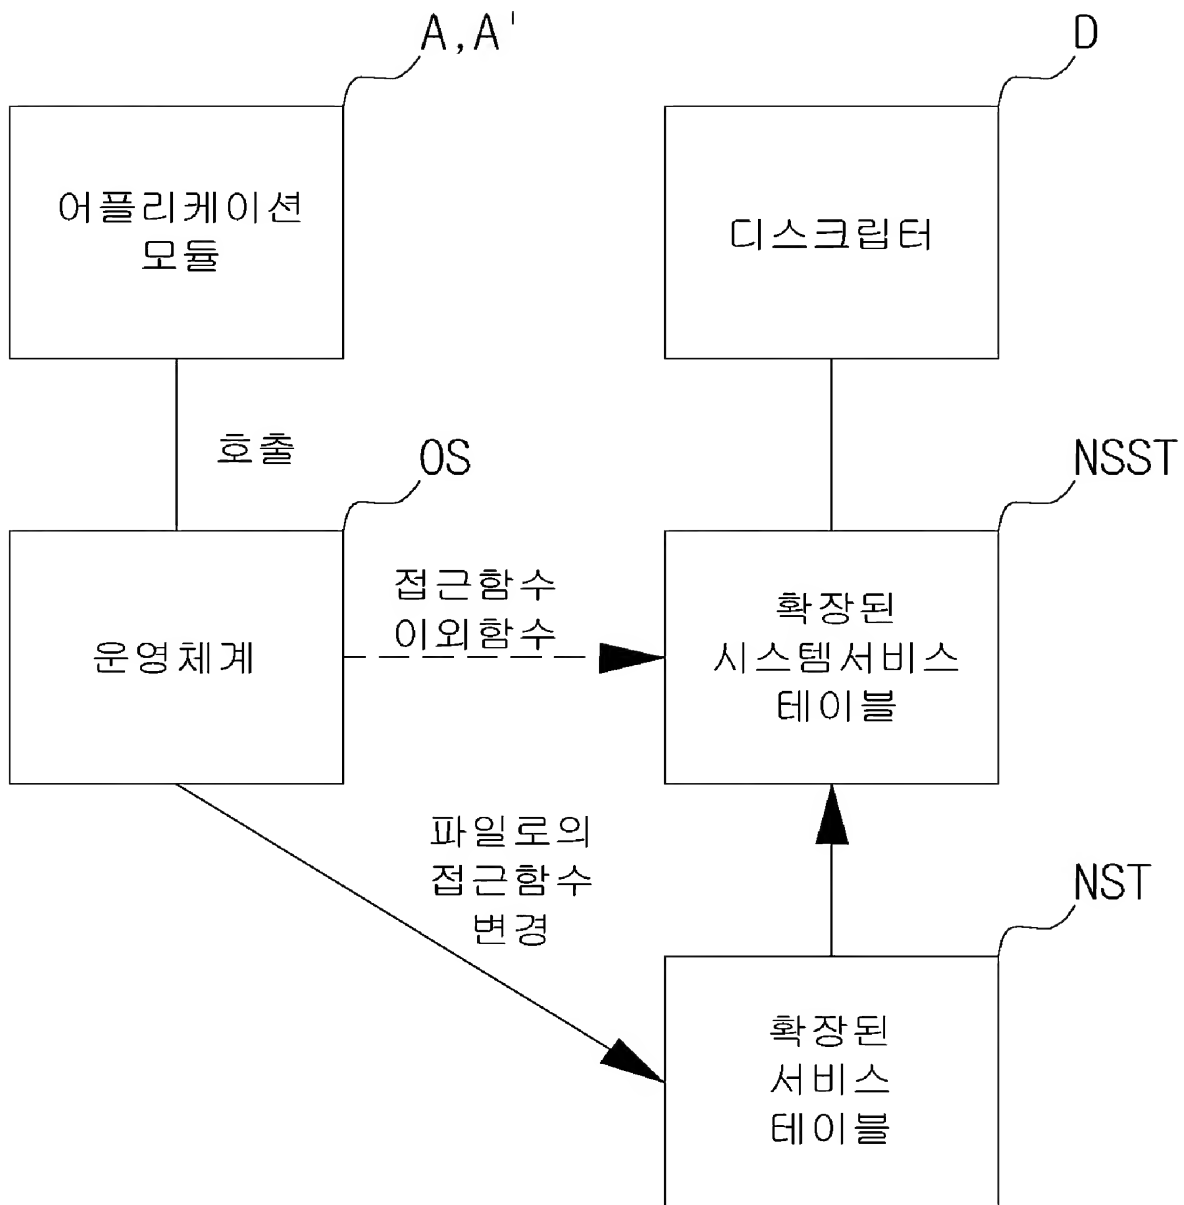 A,A'
D
어플리케이션
모듈
디스크립터
호출
OS
NSST
접근함수
이외함수
운영체계
확장된
시스템서비스
테이블
파일로의
접근함수
변경
NST
확장된
서비스
테이블